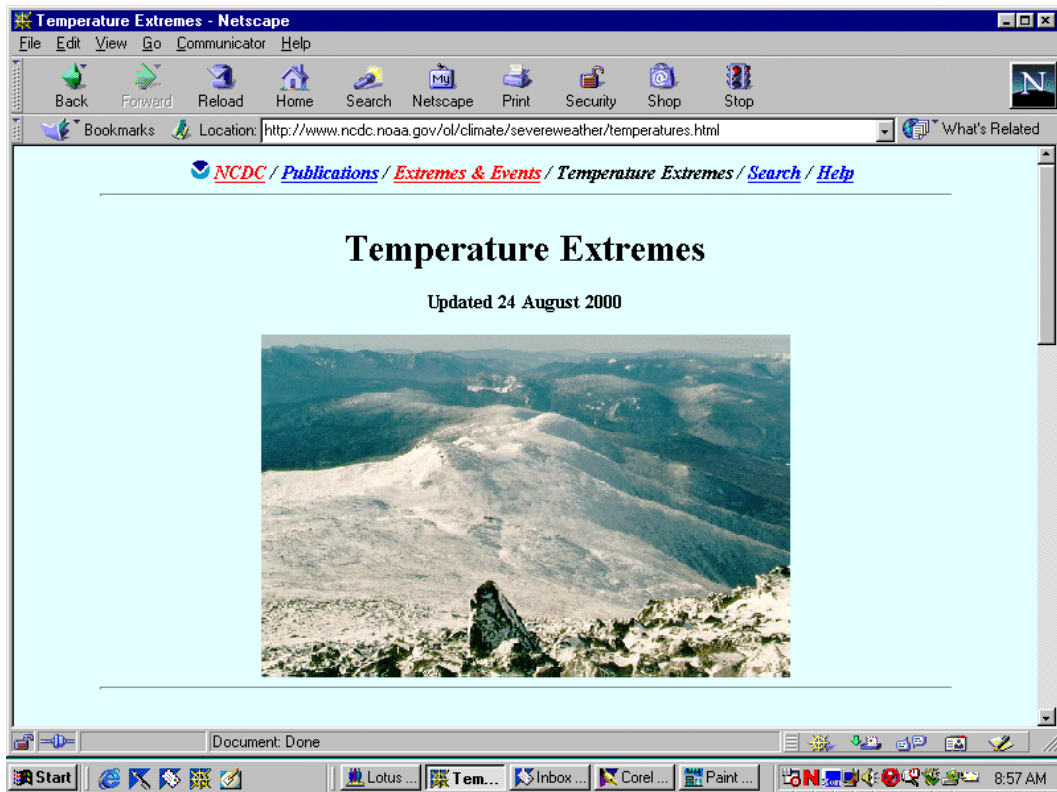 Temperature Extremes - Netscape
File Edit View Go Communicator Help
My
N
Back Forward Reload Home Search Netscape Print Security Shop Stop
Bookmarks Location: http://www.ncdc.noaa.gov/ol/climate/severeweather/temperatures.html What's Related
NCDC / Publications / Extremes & Events / Temperature Extremes / Search / Help
Temperature Extremes
Updated 24 August 2000
Document: Done
Start Lotus ... Tem... Inbox ... Corel ... Paint ... N 8:57 AM